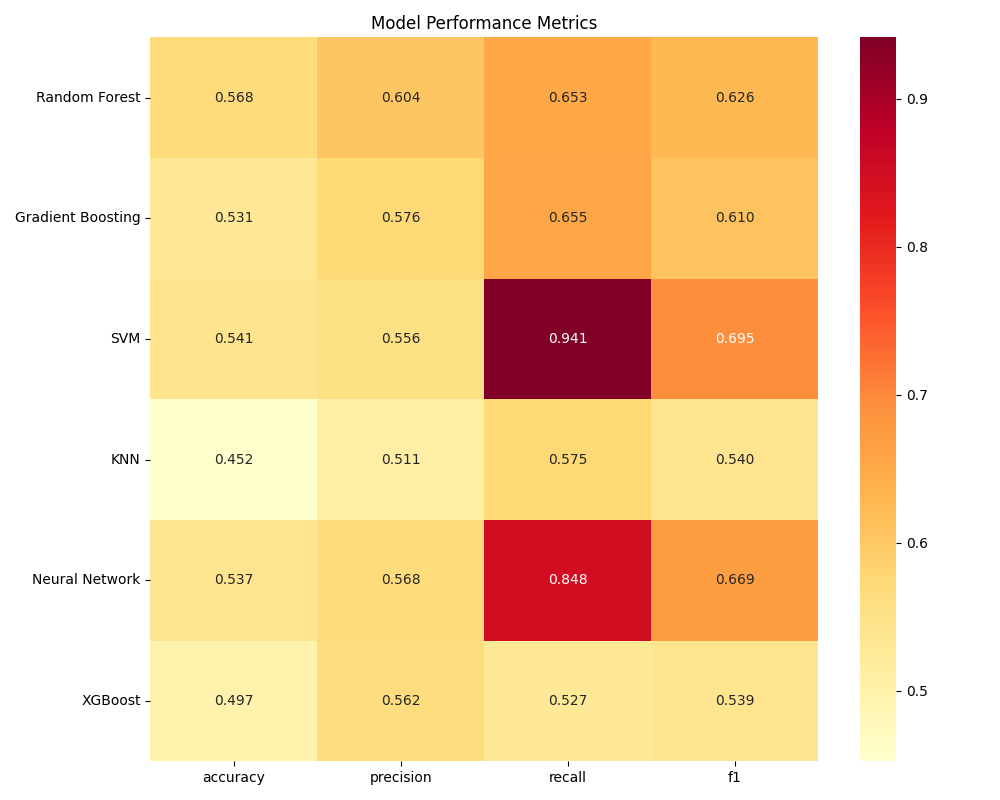 Model Performance Metrics
Random Forest 0.568 0.604 0.653 0.626
Gradient Boosting 0.531 0.576 0.655 0.610
SVM 0.541 0.556 0.941 0.695
KNN 0.452 0.511 0.575 0.540
Neural Network 0.537 0.568 0.848 0.669
XGBoost 0.497 0.562 0.527 0.539
accuracy precision recall f1
0.9
0.8
0.7
0.6
0.5